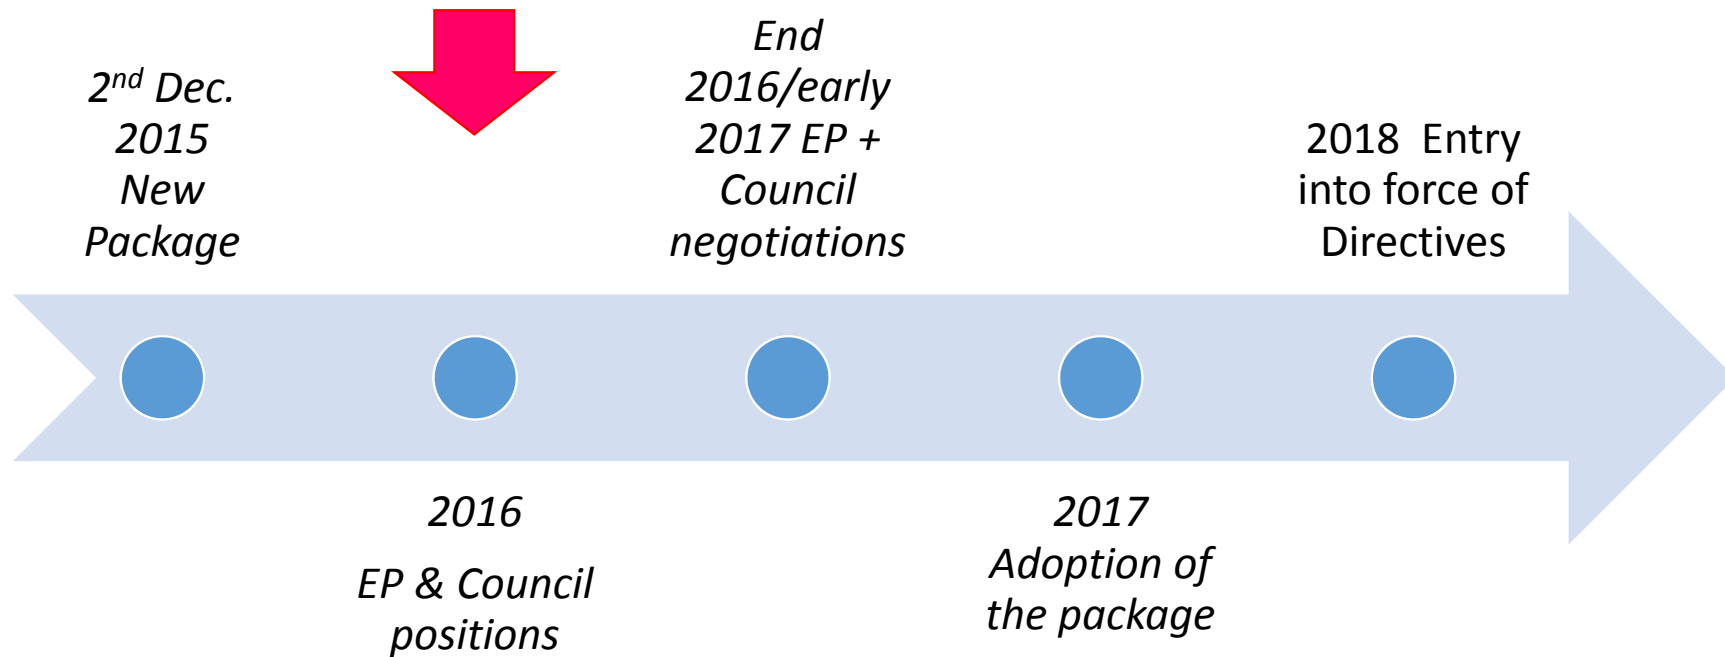 2nd Dec.
2015
New
Package
2016
EP & Council
positions
End
2016/early
2017 EP +
Council
negotiations
2017
Adoption of
the package
2018  Entry
into force of
Directives